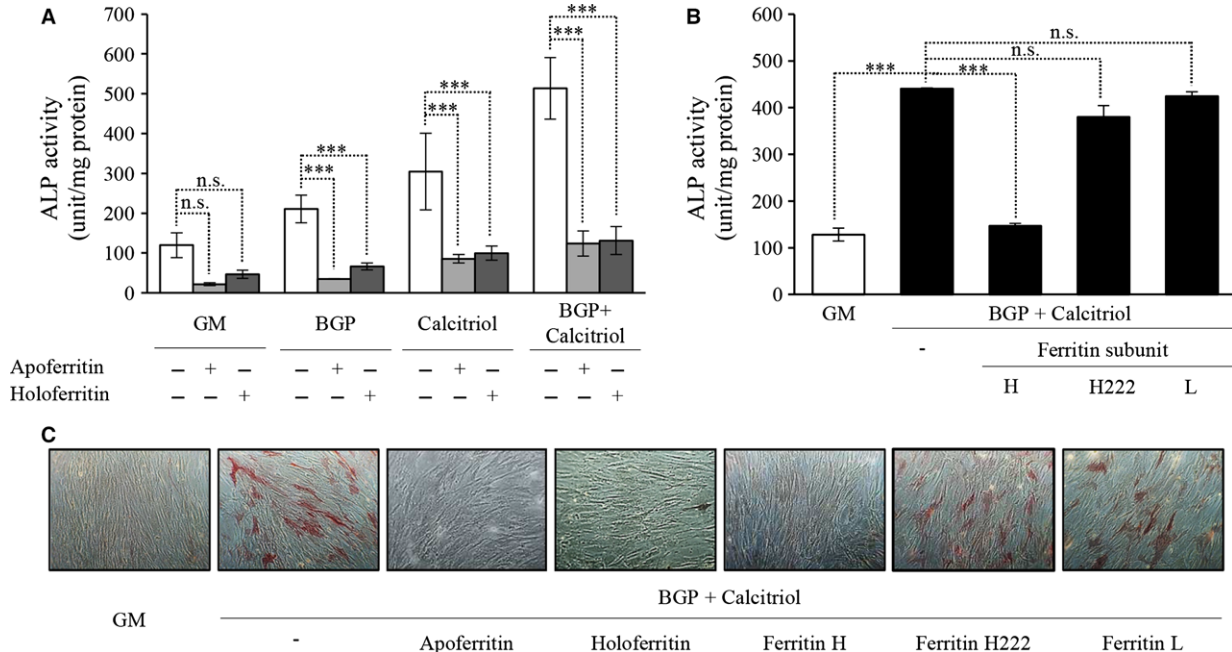 A
ALP activity
(unit/mg protein)
700
600
500
400
300
200
100
0
n.s.
n.s.
***
***
***
***
***
***
GM
BGP
Calcitriol
BGP+
Calcitriol
Apoferritin – + – – + – – + – – + –
Holoferritin – – + – – + – – + – – +
B
ALP activity
(unit/mg protein)
600
500
400
300
200
100
0
n.s.
n.s.
***
***
GM
BGP + Calcitriol
- Ferritin subunit
H H222 L
C
GM
BGP + Calcitriol
- Apoferritin Holoferritin Ferritin H Ferritin H222 Ferritin L